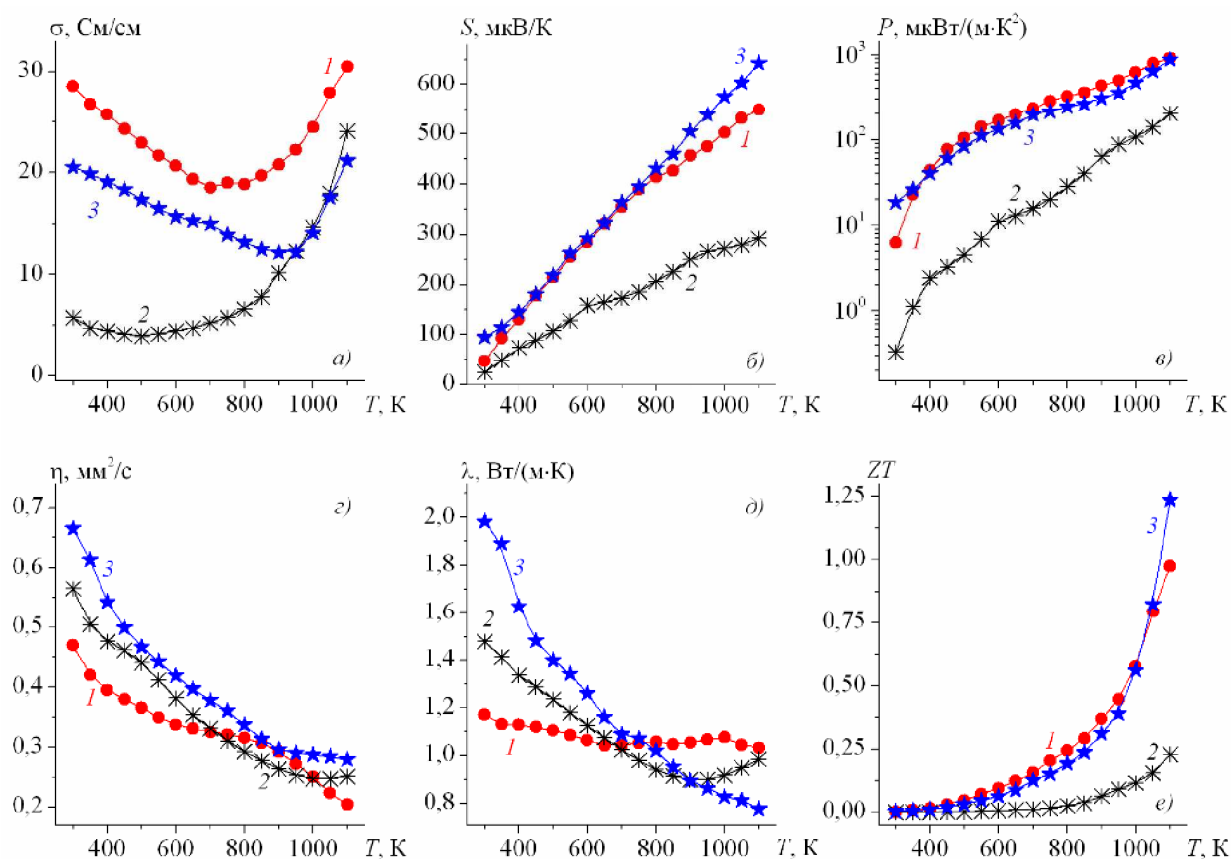 σ, См/см
30
20
10
0
1
3
2
а)
400 600 800 1000 T, К
S, мкВ/К
600
500
400
300
200
100
0
3
1
2
б)
400 600 800 1000 T, К
P, мкВт/(м·К²)
10³
10²
10¹
10⁰
3
2
1
в)
400 600 800 1000 T, К
η, мм²/с
0,7
0,6
0,5
0,4
0,3
0,2
3
1
2
г)
400 600 800 1000 T, К
λ, Вт/(м·К)
2,0
1,8
1,6
1,4
1,2
1,0
0,8
3
2
1
д)
400 600 800 1000 T, К
ZT
1,25
1,00
0,75
0,50
0,25
0,00
3
1
2
е)
400 600 800 1000 T, К